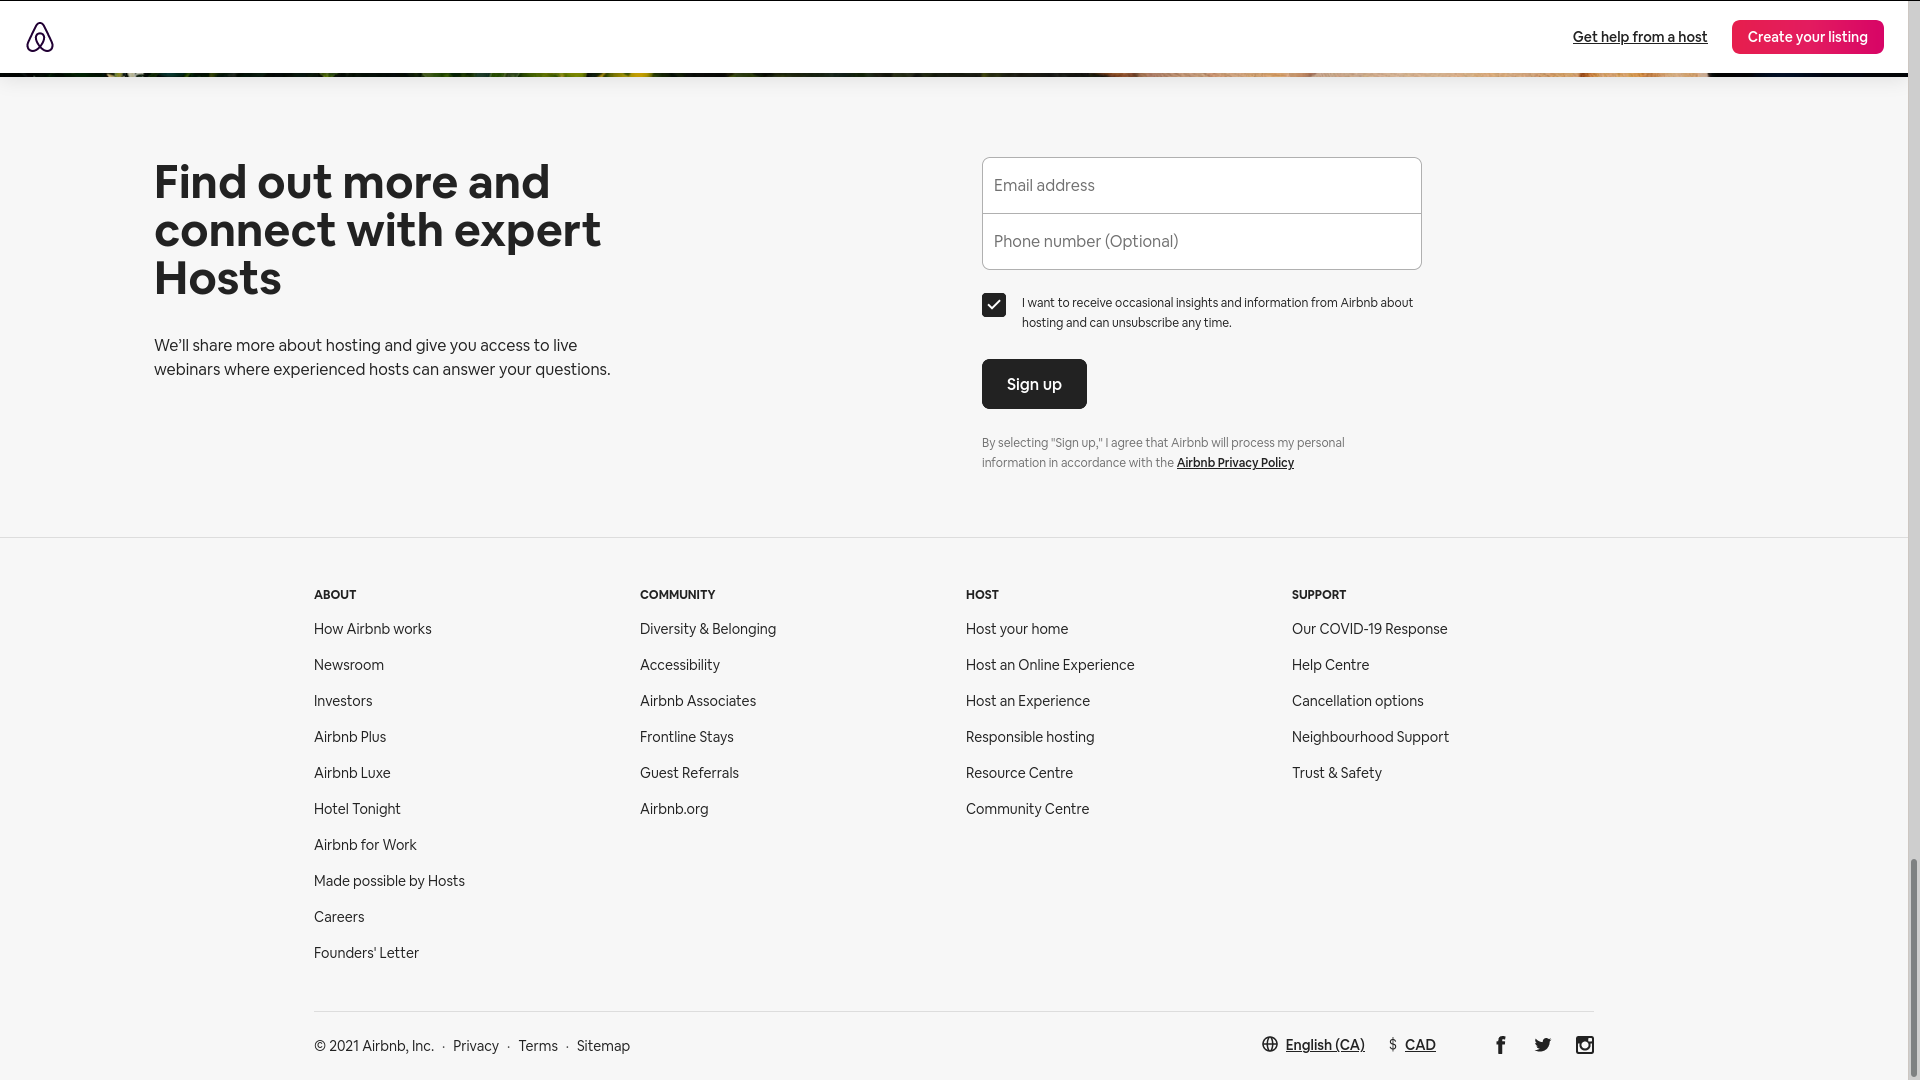 Get help from a host
Create your listing
Find out more and
connect with expert
Hosts
We'll share more about hosting and give you access to live
webinars where experienced hosts can answer your questions.
Email address
Phone number (Optional)
I want to receive occasional insights and information from Airbnb about
hosting and can unsubscribe any time.
Sign up
By selecting "Sign up," I agree that Airbnb will process my personal
information in accordance with the Airbnb Privacy Policy
ABOUT
How Airbnb works
Newsroom
Investors
Airbnb Plus
Airbnb Luxe
Hotel Tonight
Airbnb for Work
Made possible by Hosts
Careers
Founders' Letter
COMMUNITY
Diversity & Belonging
Accessibility
Airbnb Associates
Frontline Stays
Guest Referrals
Airbnb.org
HOST
Host your home
Host an Online Experience
Host an Experience
Responsible hosting
Resource Centre
Community Centre
SUPPORT
Our COVID-19 Response
Help Centre
Cancellation options
Neighbourhood Support
Trust & Safety
© 2021 Airbnb, Inc. · Privacy · Terms · Sitemap
English (CA) $ CAD